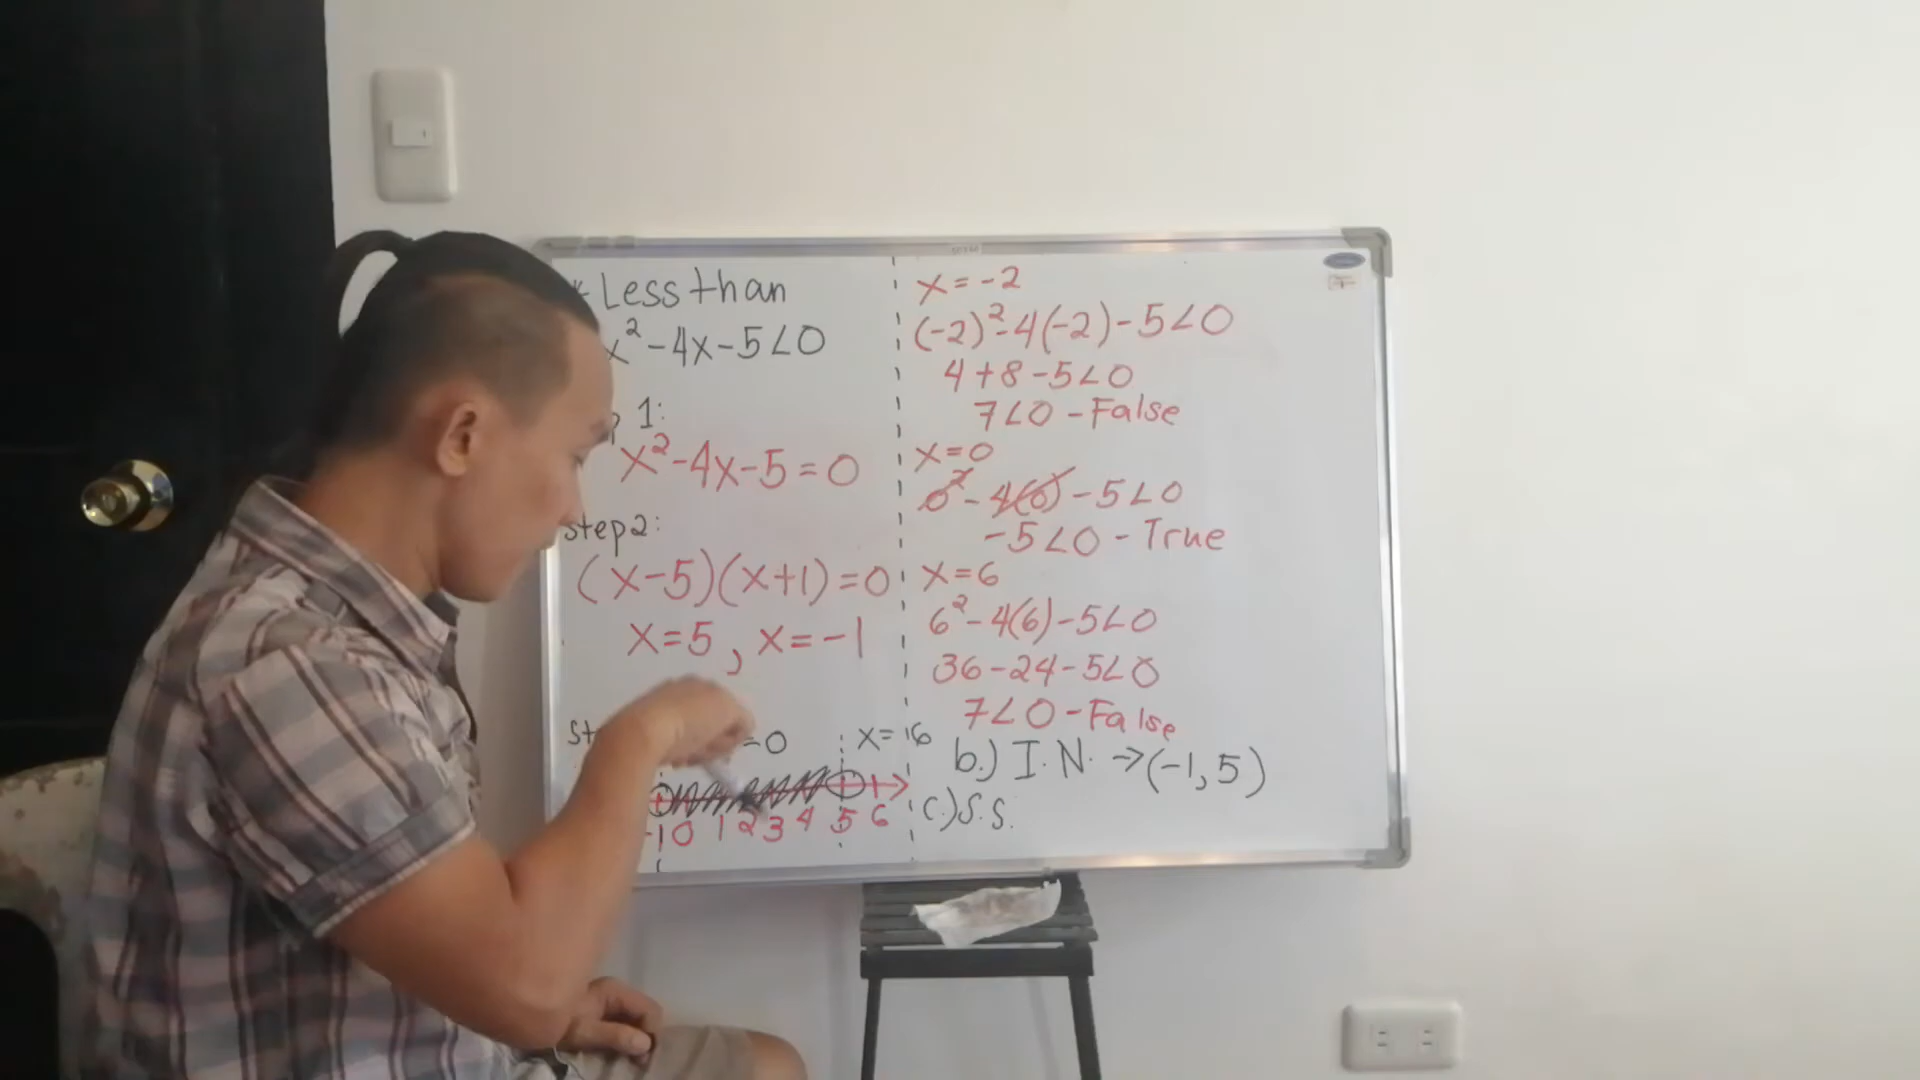 Less than
x² -4x-5<0
1:
x²-4x-5=0
step2:
(x-5)(x+1)=0
x=5, x=-1
=0 x=6
-1 0 1 2 3 4 5 6
x=-2
(-2)²-4(-2)-5<0
4+8-5<0
7<0 - False
x=0
0²-4(0)-5<0
-5<0 - True
x=6
6²-4(6)-5<0
36-24-5<0
7<0 - False
b.) I.N. →(-1,5)
c.) S.S.